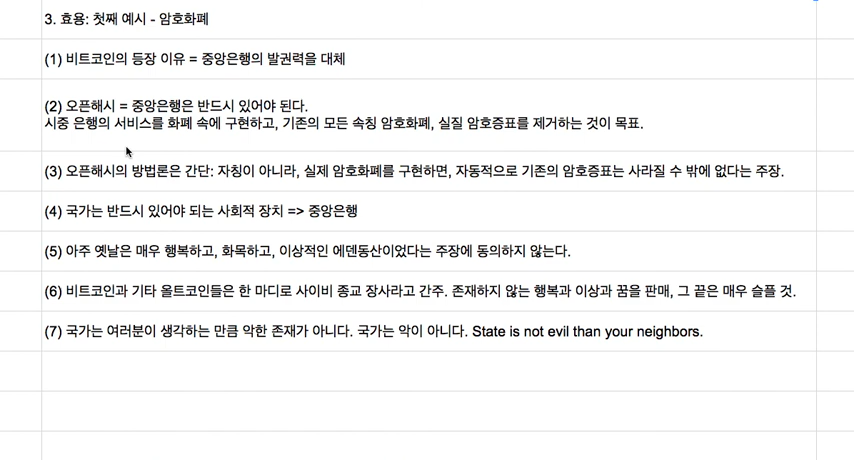 3. 효용: 첫째 예시 - 암호화폐
(1) 비트코인의 등장 이유 = 중앙은행의 발권력을 대체
(2) 오픈해시 = 중앙은행은 반드시 있어야 된다.
시중 은행의 서비스를 화폐 속에 구현하고, 기존의 모든 속칭 암호화폐, 실질 암호증표를 제거하는 것이 목표.
(3) 오픈해시의 방법론은 간단: 자칭이 아니라, 실제 암호화폐를 구현하면, 자동적으로 기존의 암호증표는 사라질 수 밖에 없다는 주장.
(4) 국가는 반드시 있어야 되는 사회적 장치 => 중앙은행
(5) 아주 옛날은 매우 행복하고, 화목하고, 이상적인 에덴동산이었다는 주장에 동의하지 않는다.
(6) 비트코인과 기타 올트코인들은 한 마디로 사이비 종교 장사라고 간주. 존재하지 않는 행복과 이상과 꿈을 판매, 그 끝은 매우 슬플 것.
(7) 국가는 여러분이 생각하는 만큼 악한 존재가 아니다. 국가는 악이 아니다. State is not evil than your neighbors.